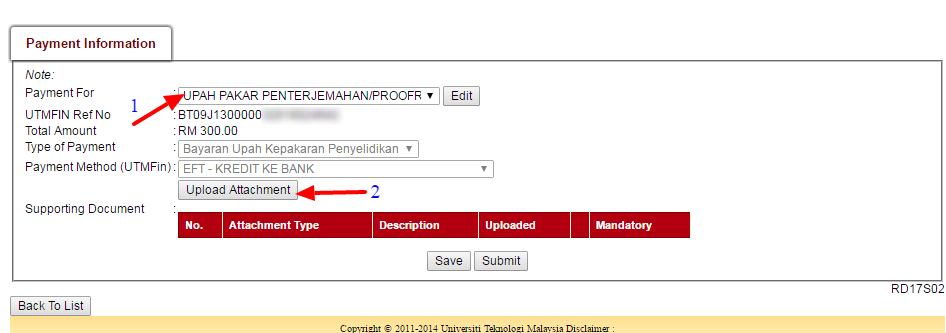 Payment Information
Note:
Payment For : UPAH PAKAR PENTERJEMAHAN/PROOFR Edit
1
UTMFIN Ref No : BT09J1300000
Total Amount : RM 300.00
Type of Payment : Bayaran Upah Kepakaran Penyelidikan
Payment Method (UTMFin) : EFT - KREDIT KE BANK
Upload Attachment 2
Supporting Document :
No. Attachment Type Description Uploaded Mandatory
Save Submit
RD17S02
Back To List
Copyright © 2011-2014 Universiti Teknologi Malaysia Disclaimer :